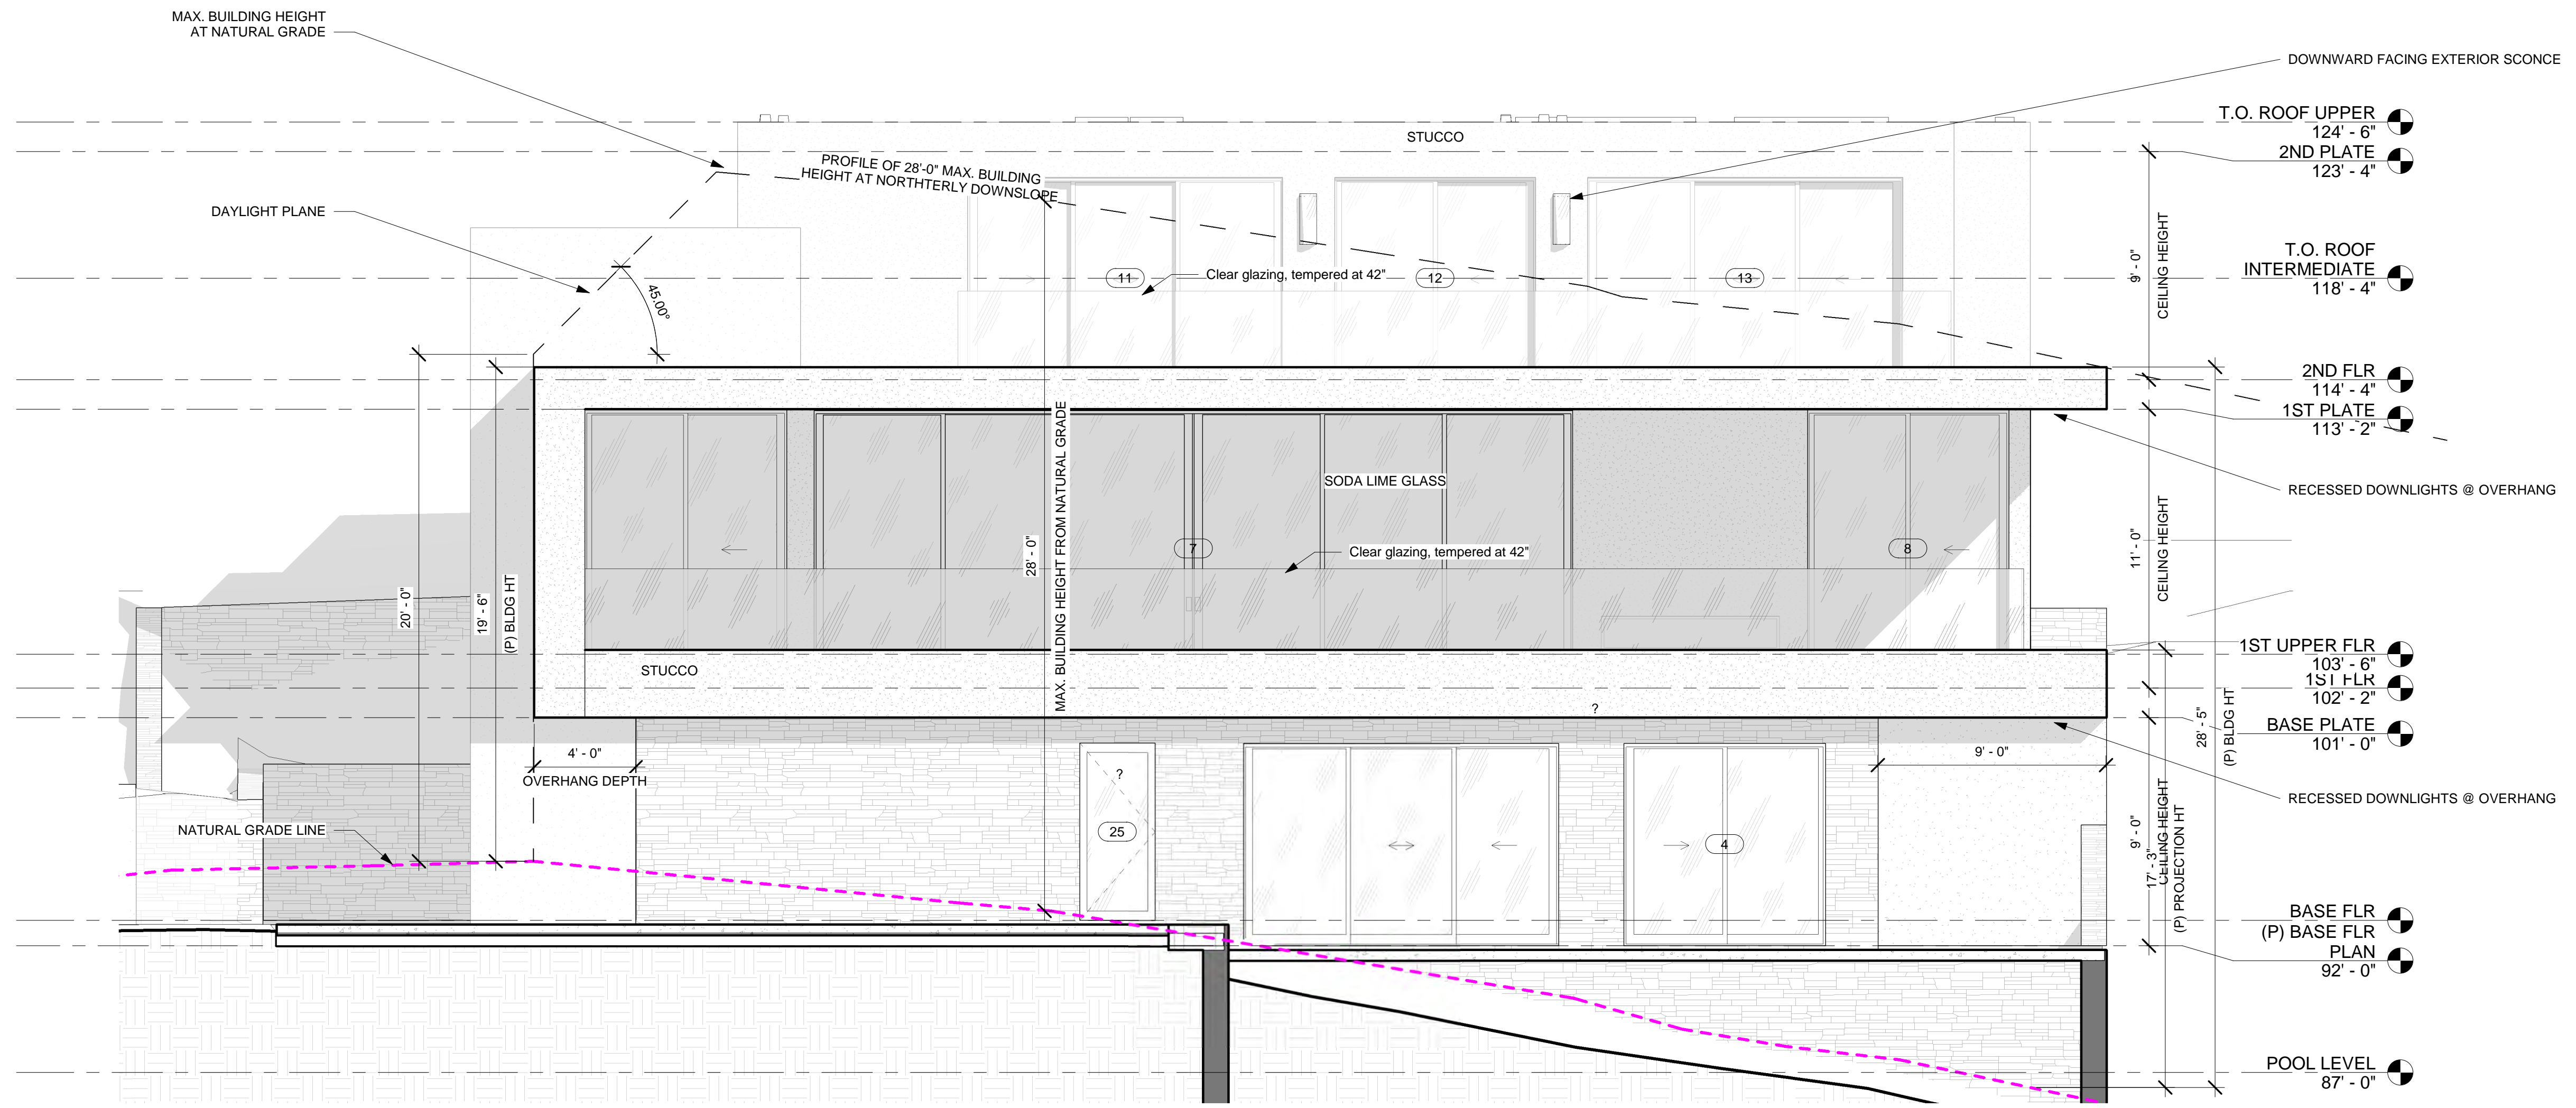 MAX. BUILDING HEIGHT
AT NATURAL GRADE
DOWNWARD FACING EXTERIOR SCONCE
T.O. ROOF UPPER
124' - 6"
STUCCO
2ND PLATE
123' - 4"
PROFILE OF 28'-0" MAX. BUILDING
HEIGHT AT NORTHTERLY DOWNSLOPE
DAYLIGHT PLANE
45.00°
11
Clear glazing, tempered at 42"
12
13
9' - 0"
CEILING HEIGHT
T.O. ROOF
INTERMEDIATE
118' - 4"
2ND FLR
114' - 4"
1ST PLATE
113' - 2"
SODA LIME GLASS
RECESSED DOWNLIGHTS @ OVERHANG
20' - 0"
19' - 6"
(P) BLDG HT
28' - 0"
MAX. BUILDING HEIGHT FROM NATURAL GRADE
7
Clear glazing, tempered at 42"
8
11' - 0"
CEILING HEIGHT
1ST UPPER FLR
103' - 6"
1ST FLR
102' - 2"
STUCCO
?
28' - 5"
(P) BLDG HT
BASE PLATE
101' - 0"
4' - 0"
OVERHANG DEPTH
?
9' - 0"
RECESSED DOWNLIGHTS @ OVERHANG
NATURAL GRADE LINE
25
4
9' - 0"
CEILING HEIGHT
17' - 3"
(P) PROJECTION HT
BASE FLR
(P) BASE FLR
PLAN
92' - 0"
POOL LEVEL
87' - 0"